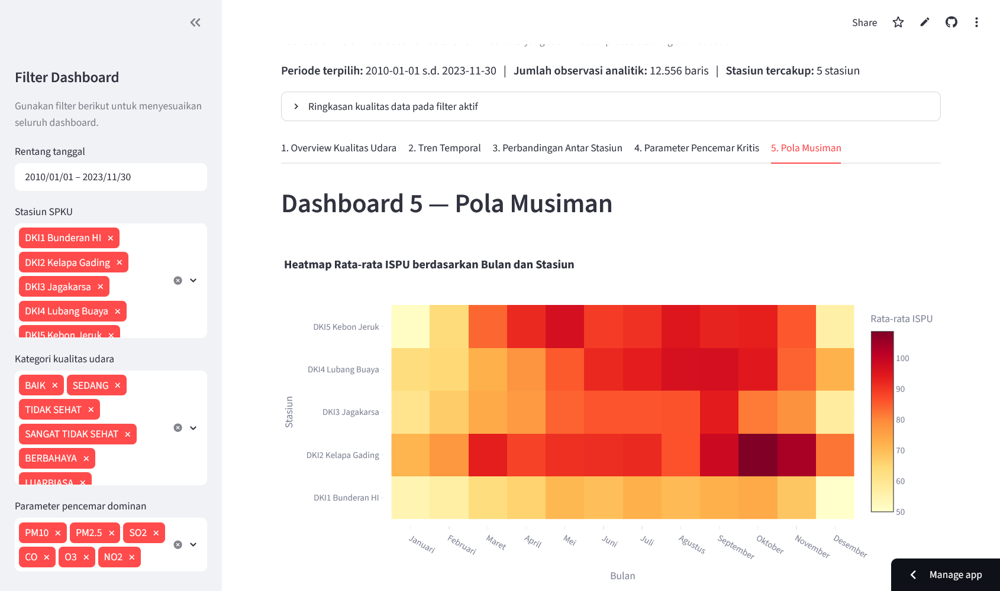 Share
Filter Dashboard
Gunakan filter berikut untuk menyesuaikan
seluruh dashboard.
Rentang tanggal
2010/01/01 – 2023/11/30
Stasiun SPKU
DKI1 Bunderan HI ×
DKI2 Kelapa Gading ×
DKI3 Jagakarsa ×
DKI4 Lubang Buaya ×
DKI5 Kebon Jeruk ×
Kategori kualitas udara
BAIK × SEDANG ×
TIDAK SEHAT ×
SANGAT TIDAK SEHAT ×
BERBAHAYA ×
LUARBIASA ×
Parameter pencemar dominan
PM10 × PM2.5 × SO2 ×
CO × O3 × NO2 ×
Periode terpilih: 2010-01-01 s.d. 2023-11-30 | Jumlah observasi analitik: 12.556 baris | Stasiun tercakup: 5 stasiun
Ringkasan kualitas data pada filter aktif
1. Overview Kualitas Udara 2. Tren Temporal 3. Perbandingan Antar Stasiun 4. Parameter Pencemar Kritis 5. Pola Musiman
Dashboard 5 — Pola Musiman
Heatmap Rata-rata ISPU berdasarkan Bulan dan Stasiun
Stasiun
DKI5 Kebon Jeruk
DKI4 Lubang Buaya
DKI3 Jagakarsa
DKI2 Kelapa Gading
DKI1 Bunderan HI
Januari
Februari
Maret
April
Mei
Juni
Juli
Agustus
September
Oktober
November
Desember
Bulan
Rata-rata ISPU
100
90
80
70
60
50
Manage app